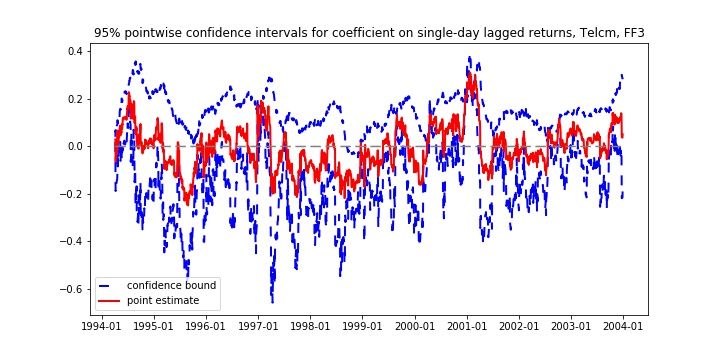 95% pointwise confidence intervals for coefficient on single-day lagged returns, Telcm, FF3
0.4
0.2
0.0
−0.2
−0.4
−0.6
confidence bound
point estimate
1994-01 1995-01 1996-01 1997-01 1998-01 1999-01 2000-01 2001-01 2002-01 2003-01 2004-01